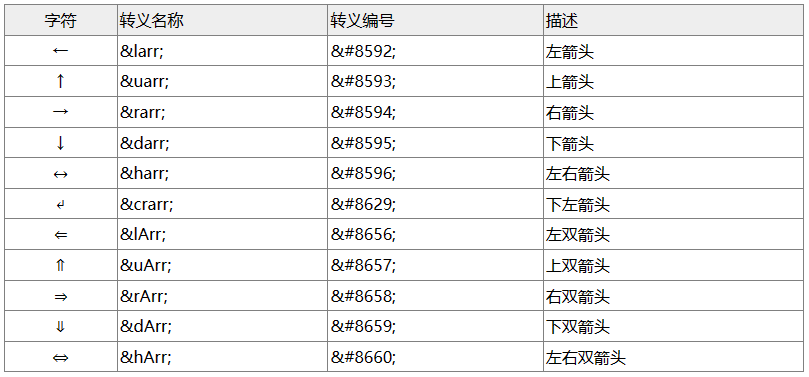 字符 转义名称 转义编号 描述
← &larr; &#8592; 左箭头
↑ &uarr; &#8593; 上箭头
→ &rarr; &#8594; 右箭头
↓ &darr; &#8595; 下箭头
↔ &harr; &#8596; 左右箭头
↵ &crarr; &#8629; 下左箭头
⇐ &lArr; &#8656; 左双箭头
⇑ &uArr; &#8657; 上双箭头
⇒ &rArr; &#8658; 右双箭头
⇓ &dArr; &#8659; 下双箭头
⇔ &hArr; &#8660; 左右双箭头